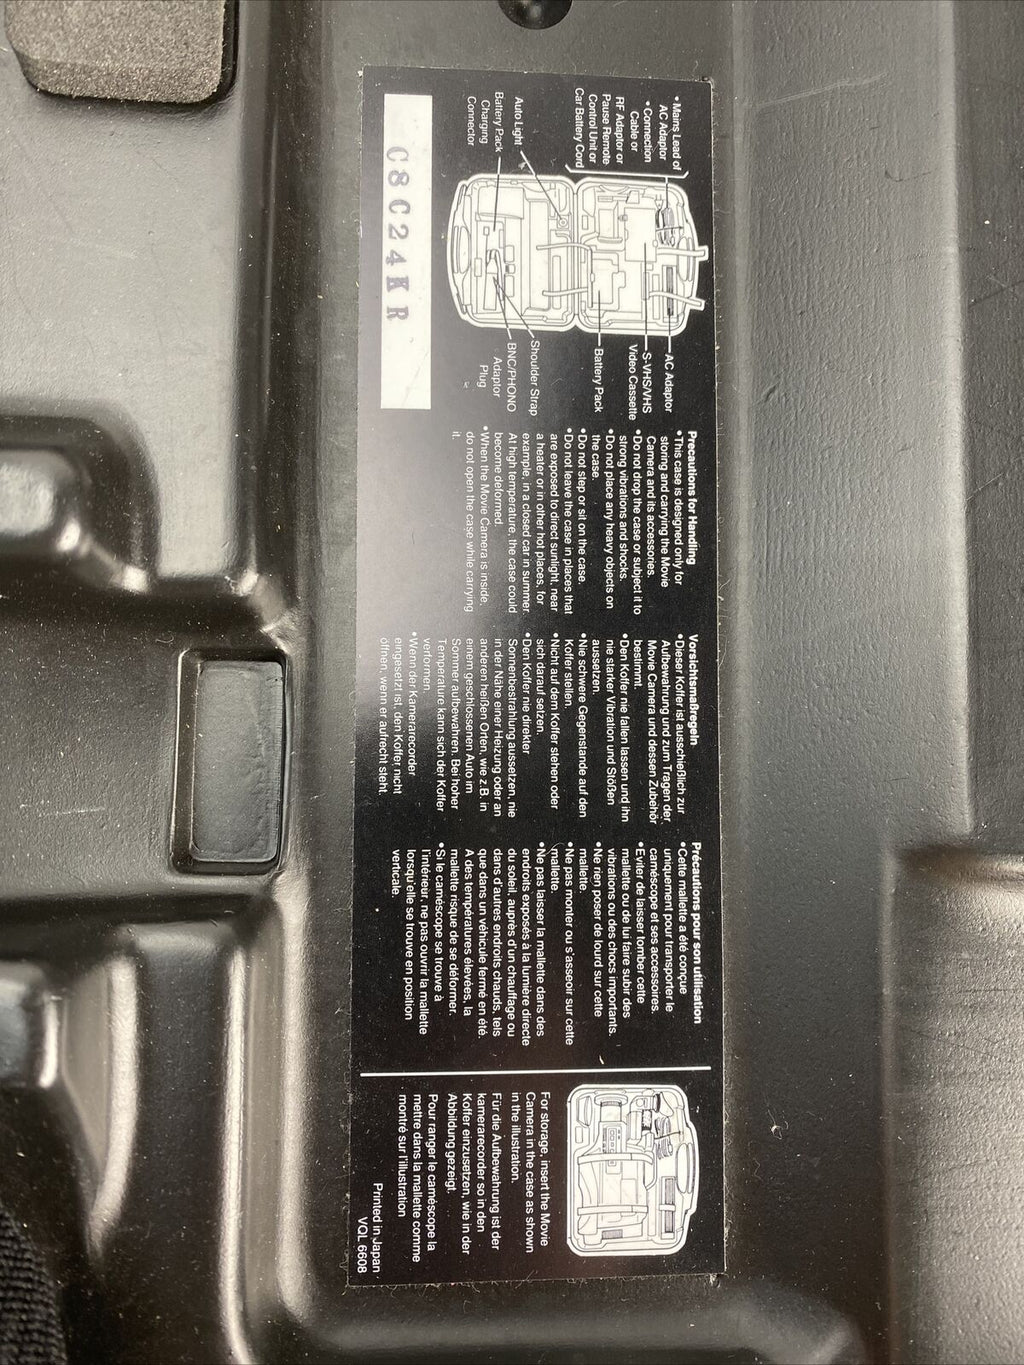 • Mains Lead of
AC Adaptor
• Connection
Cable or
RF Adaptor or
Pause Remote
Control Unit or
Car Battery Cord
Auto Light
Battery Pack
Charging
Connector
AC Adaptor
S-VHS/VHS
Video Cassette
Battery Pack
Shoulder Strap
BNC/PHONO
Adaptor
Plug
C8C24KR
Precautions for Handling
• This case is designed only for
storing and carrying the Movie
Camera and its accessories.
• Do not drop the case or subject it to
strong vibrations and shocks.
• Do not place any heavy objects on
the case.
• Do not step or sit on the case.
• Do not leave the case in places that
are exposed to direct sunlight, near
a heater or in other hot places, for
example, in a closed car in summer.
At high temperature, the case could
become deformed.
• When the Movie Camera is inside,
do not open the case while carrying
it.
Vorsichtsmaßregeln
• Dieser Koffer ist ausschießlich zur
Aufbewahrung und zum Tragen der
Movie Camera und dessen Zubehör
bestimmt.
• Den Koffer nie fallen lassen und ihn
nie starker Vibration und Stößen
aussetzen.
• Nie schwere Gegenstande auf den
Koffer stellen.
• Nicht auf dem Koffer stehen oder
sich darauf setzen.
• Den Koffer nie direkter
Sonnenbestrahlung aussetzen, nie
in der Nähe einer Heizung oder an
anderen heißen Orten, wie z.B. in
einem geschlossenen Auto im
Sommer aufbewahren. Bei hoher
Temperature kann sich der Koffer
verformen.
• Wenn der Kamerarecorder
eingesetzt ist, den Koffer nicht
öffnen, wenn er aufrecht steht.
Précautions pour son utilisation
• Cette mallette a été conçue
uniquement pour transporter le
caméscope et ses accessoires.
• Eviter de laisser tomber cette
mallette ou de lui faire subir des
vibrations ou des chocs importants.
• Ne rien poser de lourd sur cette
mallette.
• Ne pas monter ou s'asseoir sur cette
mallette.
• Ne pas laisser la mallette dans des
endroits exposés à la lumière directe
du soleil, auprès d'un chauffage ou
dans d'autres endroits chauds, tels
que dans un véhicule fermé en été.
A des températures élevées, la
mallette risque de se déformer.
• Si le caméscope se trouve à
l'intérieur, ne pas ouvrir la mallette
lorsqu'elle se trouve en position
verticale.
For storage, insert the Movie
Camera in the case as shown
in the illustration.
Für die Aufbewahrung ist der
kamerarecorder so in den
Koffer einzusetzen, wie in der
Abbildung gezeigt.
Pour ranger le caméscope la
mettre dans la mallette comme
montré sur l'illustration
Printed in Japan
VQL 6608